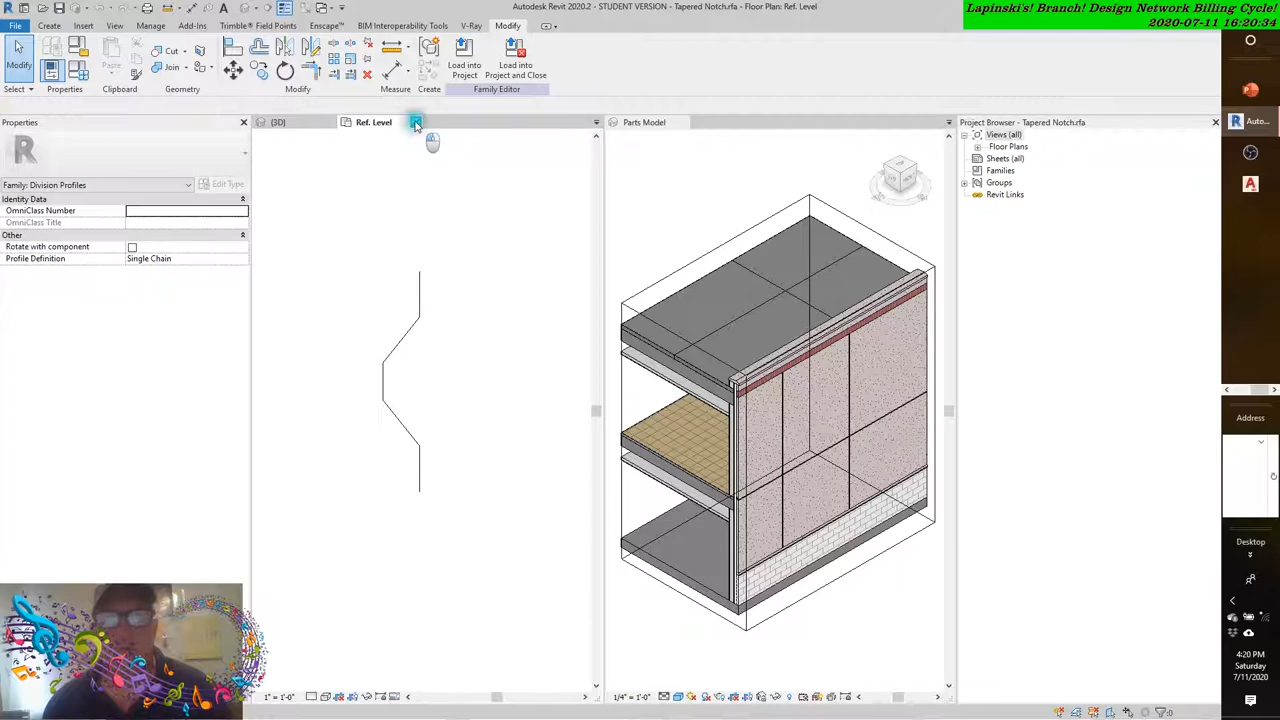 Autodesk Revit 2020.2 - STUDENT VERSION - Tapered Notch.rfa - Floor Plan: Ref. Level
Lapinski's! Branch! Design Network Billing Cycle!
2020-07-11 16:20:34
File Create Insert View Manage Add-Ins Trimble® Field Points Enscape™ BIM Interoperability Tools V-Ray Modify
Modify Paste Cut Join Load into Project Load into Project and Close
Select Properties Clipboard Geometry Modify Measure Create Family Editor
Properties
{3D}
Ref. Level
Parts Model
Project Browser - Tapered Notch.rfa
Family: Division Profiles Edit Type
Identity Data
OmniClass Number
OmniClass Title
Other
Rotate with component
Profile Definition Single Chain
Views (all)
Floor Plans
Sheets (all)
Families
Groups
Revit Links
Auto...
Address
Desktop
4:20 PM
Saturday
7/11/2020
1" = 1'-0"
1/4" = 1'-0"
:0